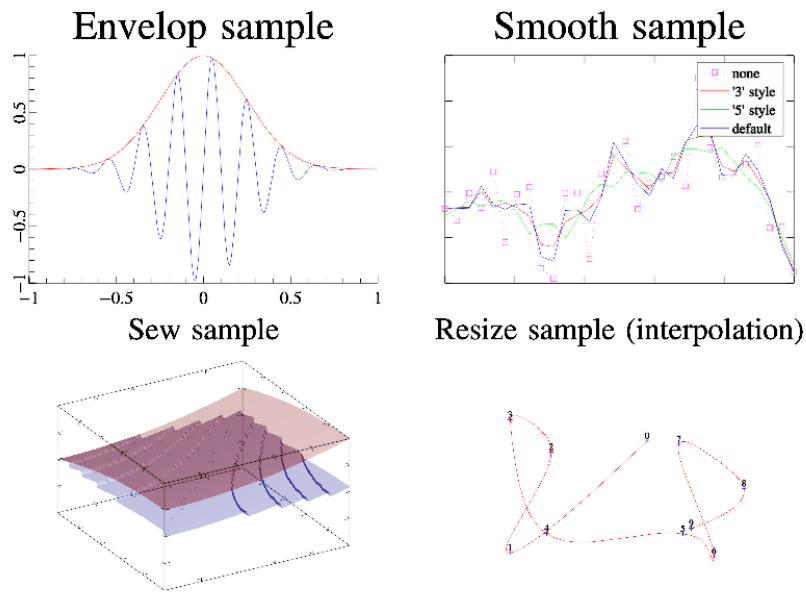 Envelop sample
Smooth sample
none
'3' style
'5' style
default
1
0.5
0
−0.5
−1
−1
−0.5
0
0.5
1
Sew sample
Resize sample (interpolation)
3
2
0
7
8
1
4
5
9
6